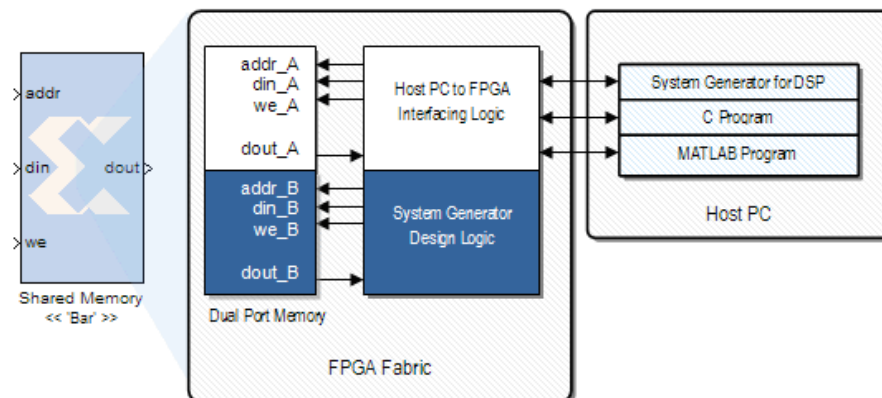 addr
din
dout
we
Shared Memory
<< 'Bar' >>
addr_A
din_A
we_A
dout_A
addr_B
din_B
we_B
dout_B
Dual Port Memory
Host PC to FPGA
Interfacing Logic
System Generator
Design Logic
FPGA Fabric
System Generator for DSP
C Program
MATLAB Program
Host PC